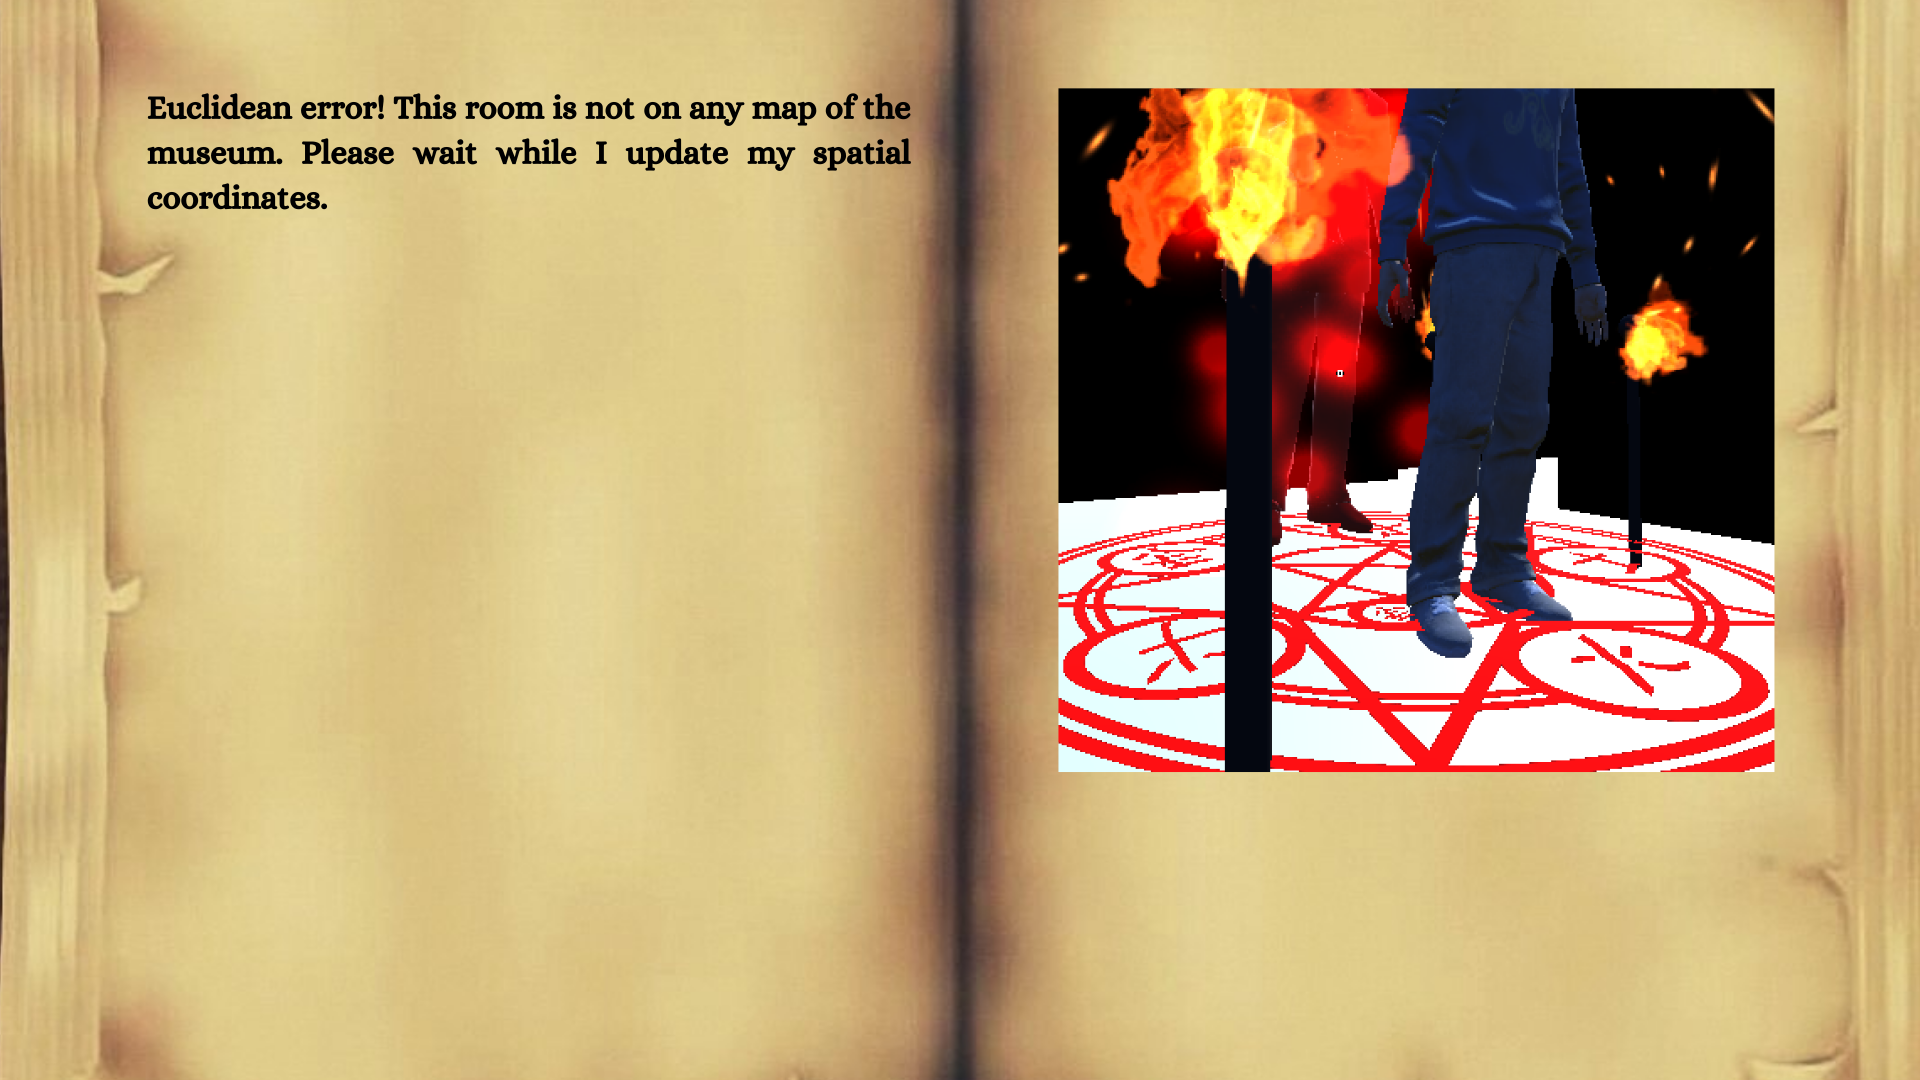 Euclidean error! This room is not on any map of the
museum. Please wait while I update my spatial
coordinates.